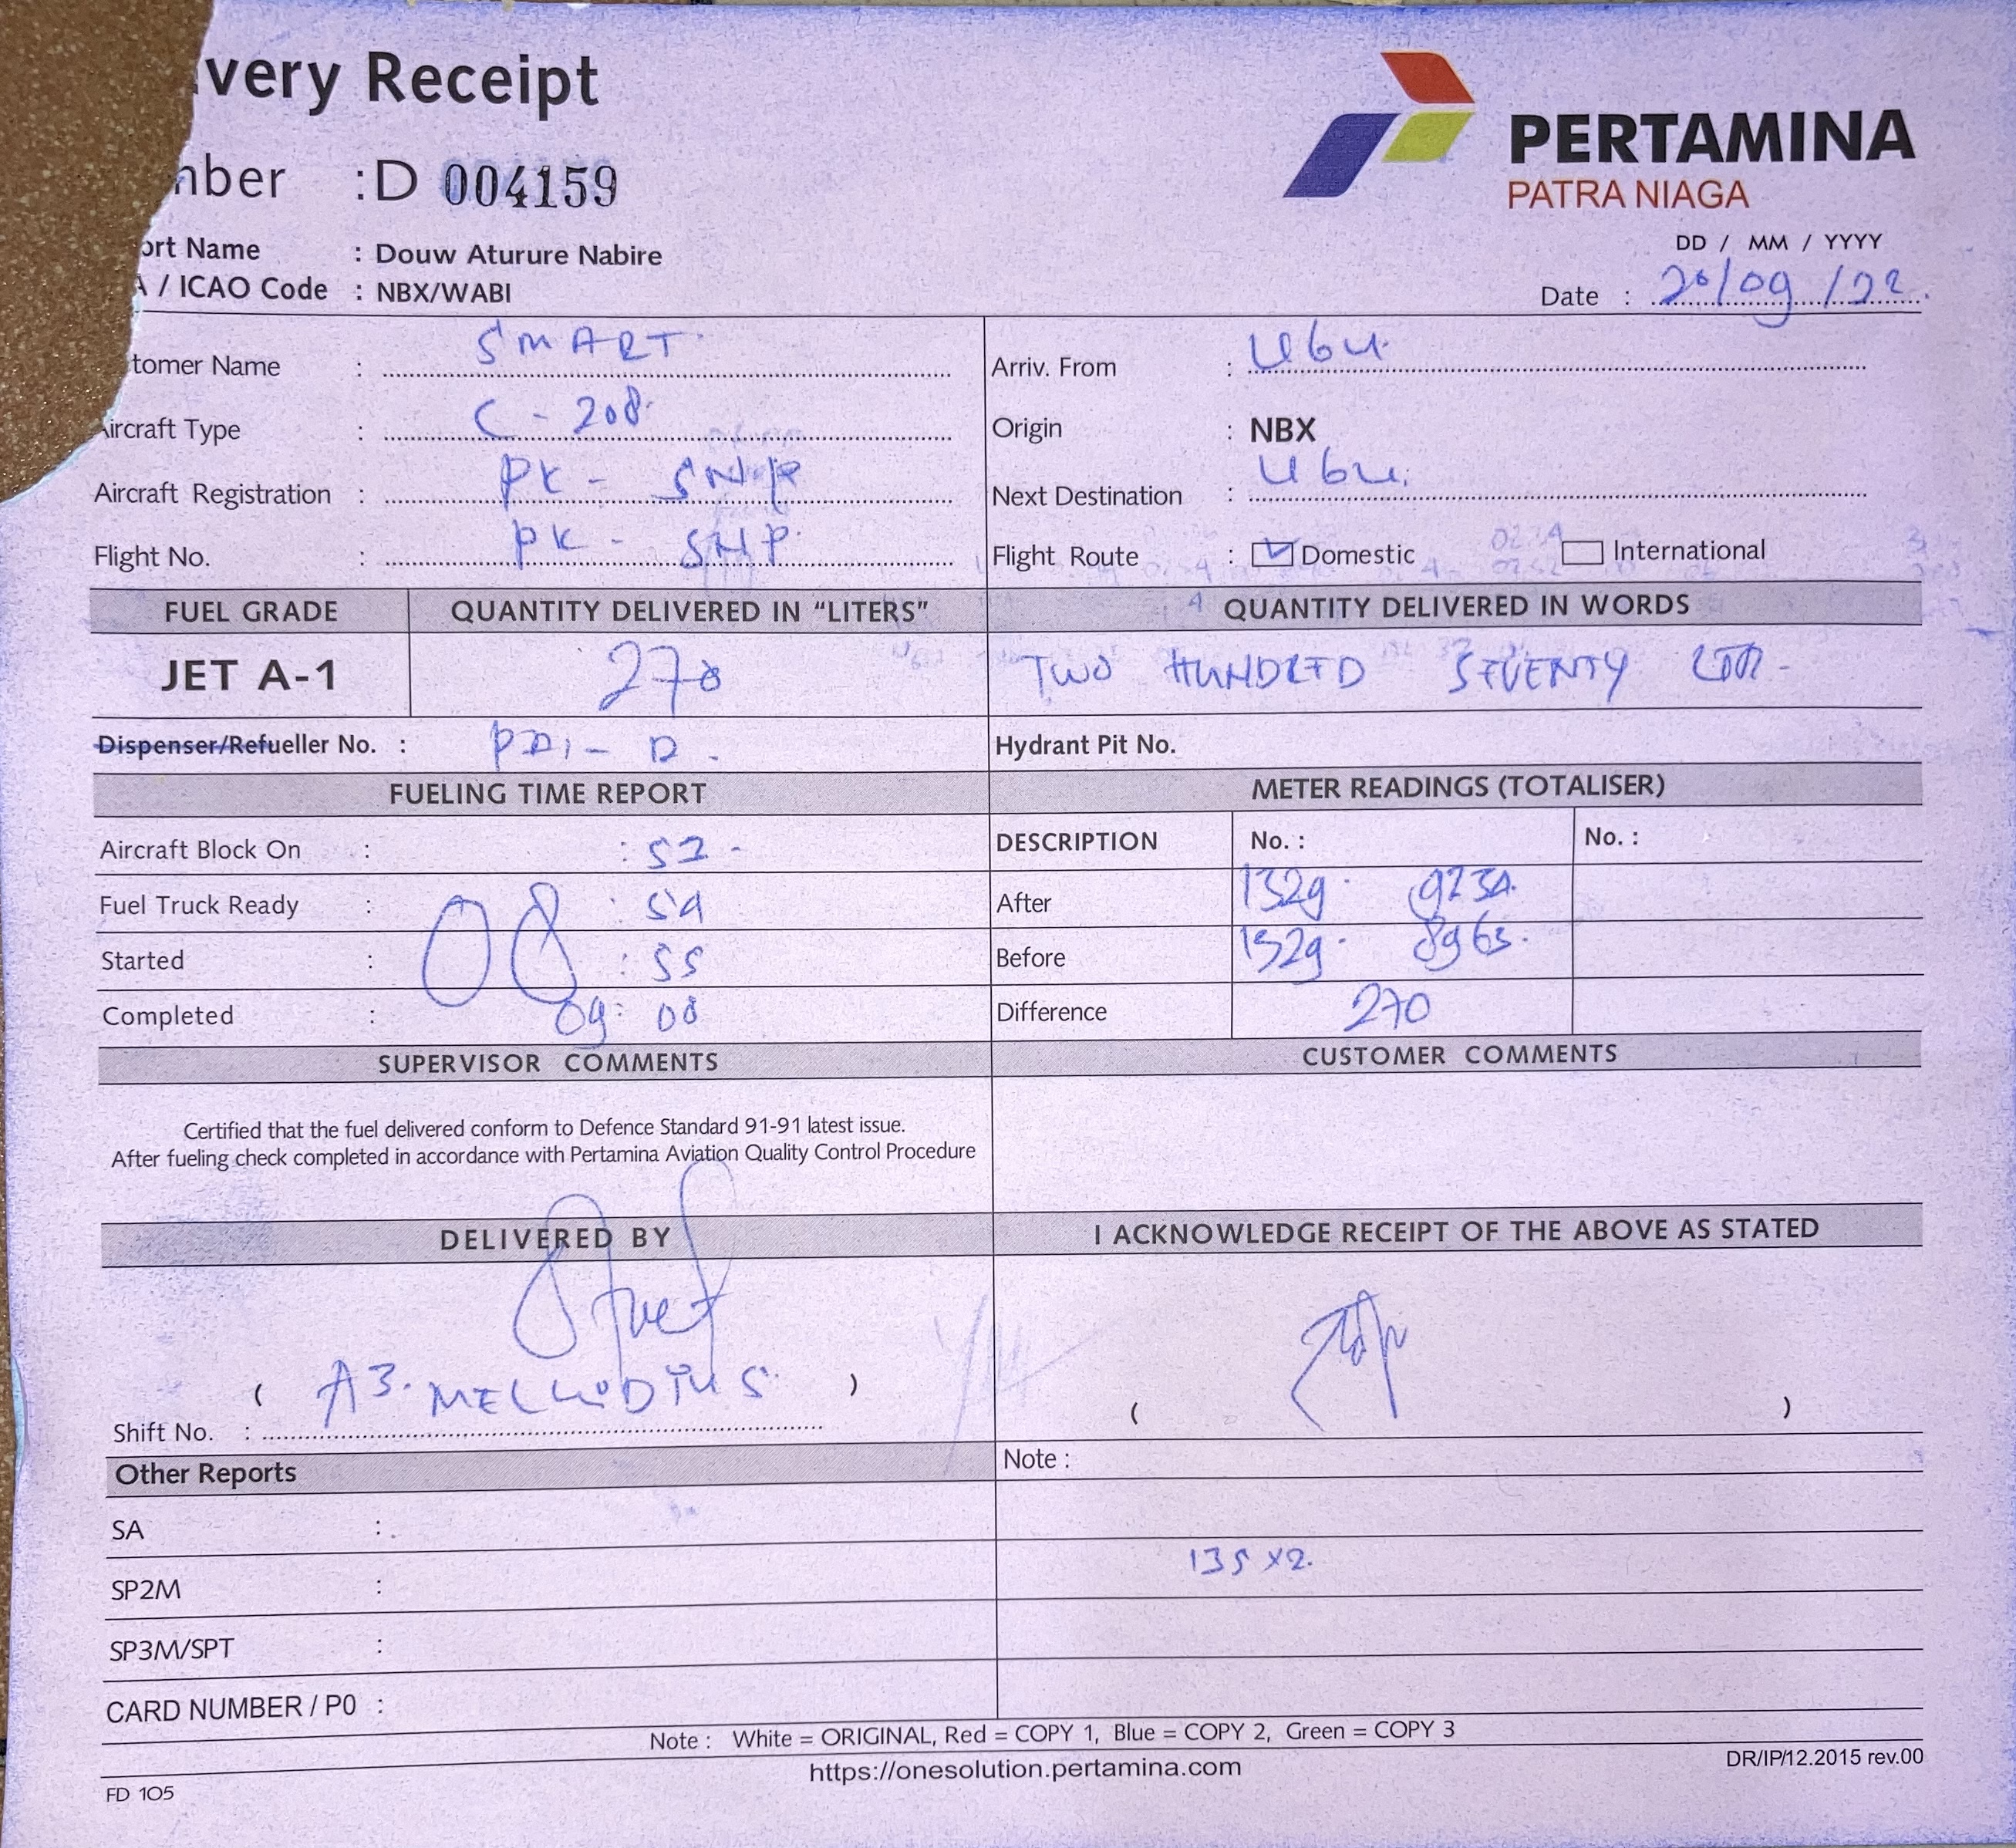 very Receipt
PERTAMINA
PATRA NIAGA
nber : D 004159
ort Name : Douw Aturure Nabire
DD / MM / YYYY
A / ICAO Code : NBX/WABI
Date : 20/09/22
tomer Name : SMART
Arriv. From : UGU
Aircraft Type : C - 208
Origin : NBX
Aircraft Registration : PK - SNP
Next Destination : UGU
Flight No. : PK - SNP
Flight Route : Domestic International
FUEL GRADE QUANTITY DELIVERED IN “LITERS” QUANTITY DELIVERED IN WORDS
JET A-1 270 TWO HUNDRED SEVENTY LTR-
Dispenser/Refueller No. :
Hydrant Pit No.
FUELING TIME REPORT METER READINGS (TOTALISER)
Aircraft Block On : : 52 -
DESCRIPTION No. : No. :
Fuel Truck Ready : 08 : 54
After 1329 9234
Started : : 55
Before 1329 8963
Completed : 09 : 00
Difference 270
SUPERVISOR COMMENTS CUSTOMER COMMENTS
Certified that the fuel delivered conform to Defence Standard 91-91 latest issue.
After fueling check completed in accordance with Pertamina Aviation Quality Control Procedure
DELIVERED BY I ACKNOWLEDGE RECEIPT OF THE ABOVE AS STATED
( A3. )
( )
Shift No. :
Other Reports
Note :
SA :
135 x2
SP2M :
SP3M/SPT :
CARD NUMBER / P0 :
Note : White = ORIGINAL, Red = COPY 1, Blue = COPY 2, Green = COPY 3
https://onesolution.pertamina.com
DR/IP/12.2015 rev.00
FD 105